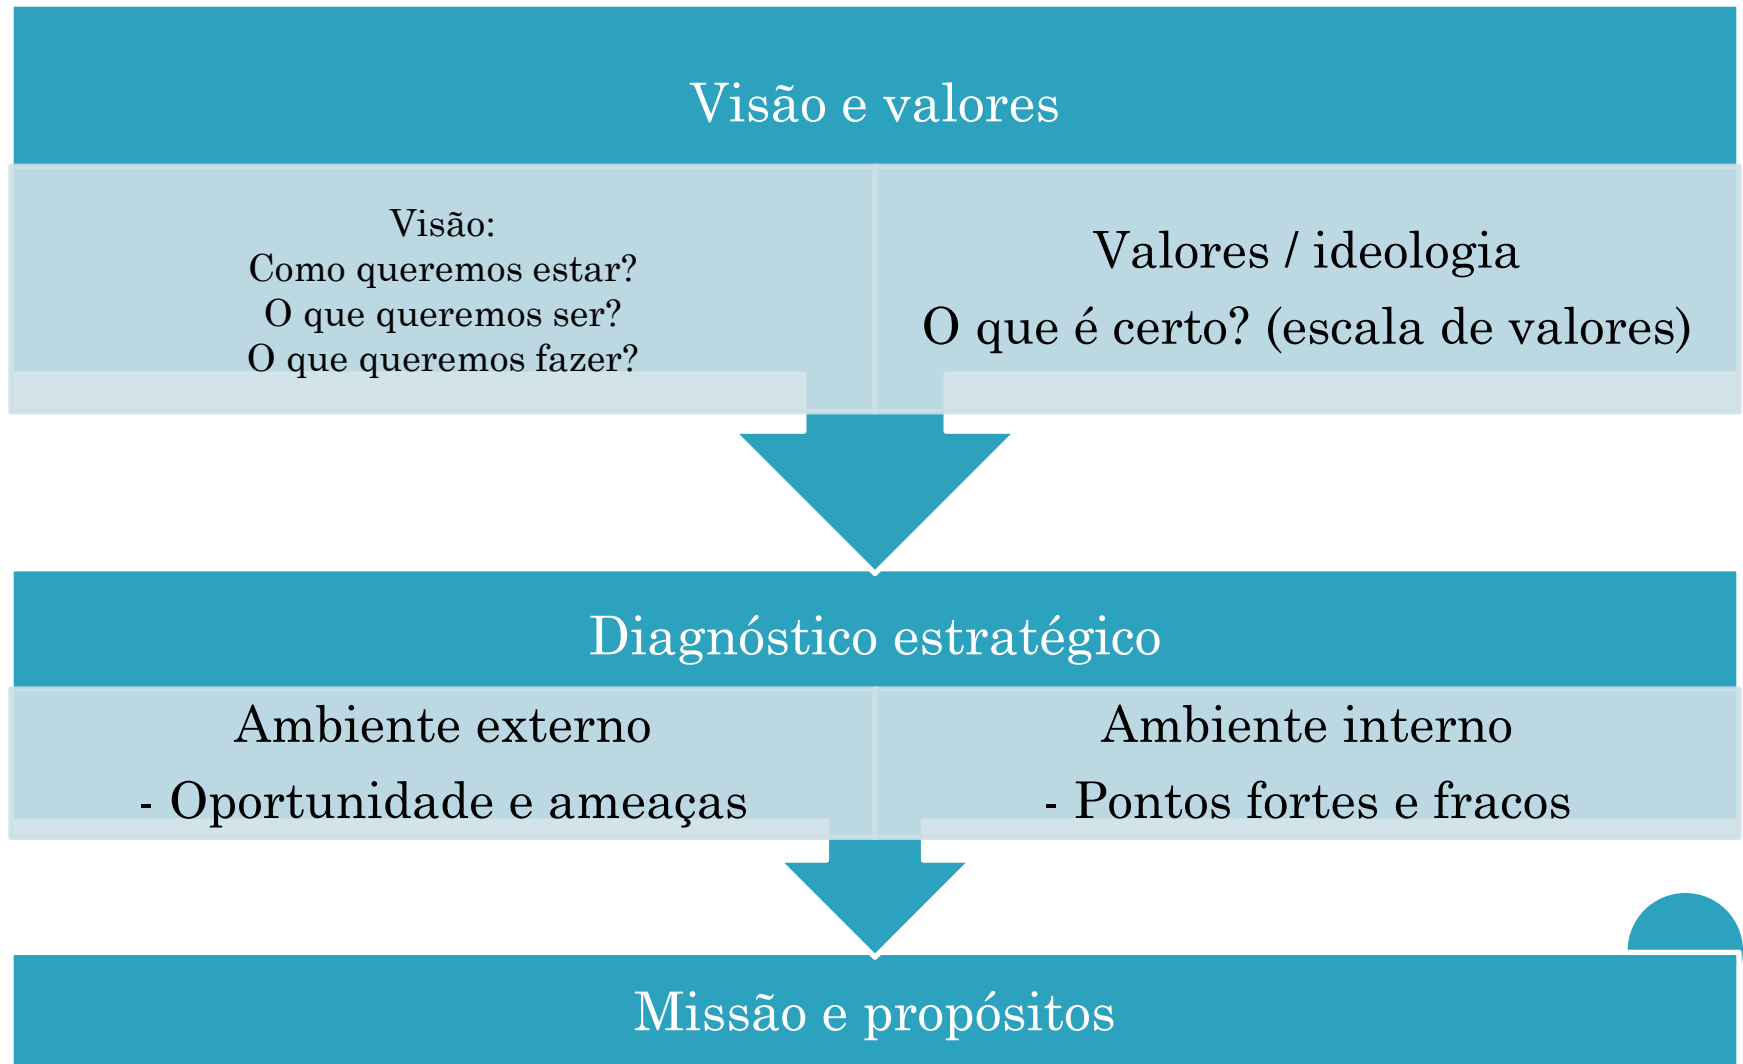 Visão e valores
Visão:
Como queremos estar?
O que queremos ser?
O que queremos fazer?
Valores / ideologia
O que é certo? (escala de valores)
Diagnóstico estratégico
Ambiente externo
- Oportunidade e ameaças
Ambiente interno
- Pontos fortes e fracos
Missão e propósitos